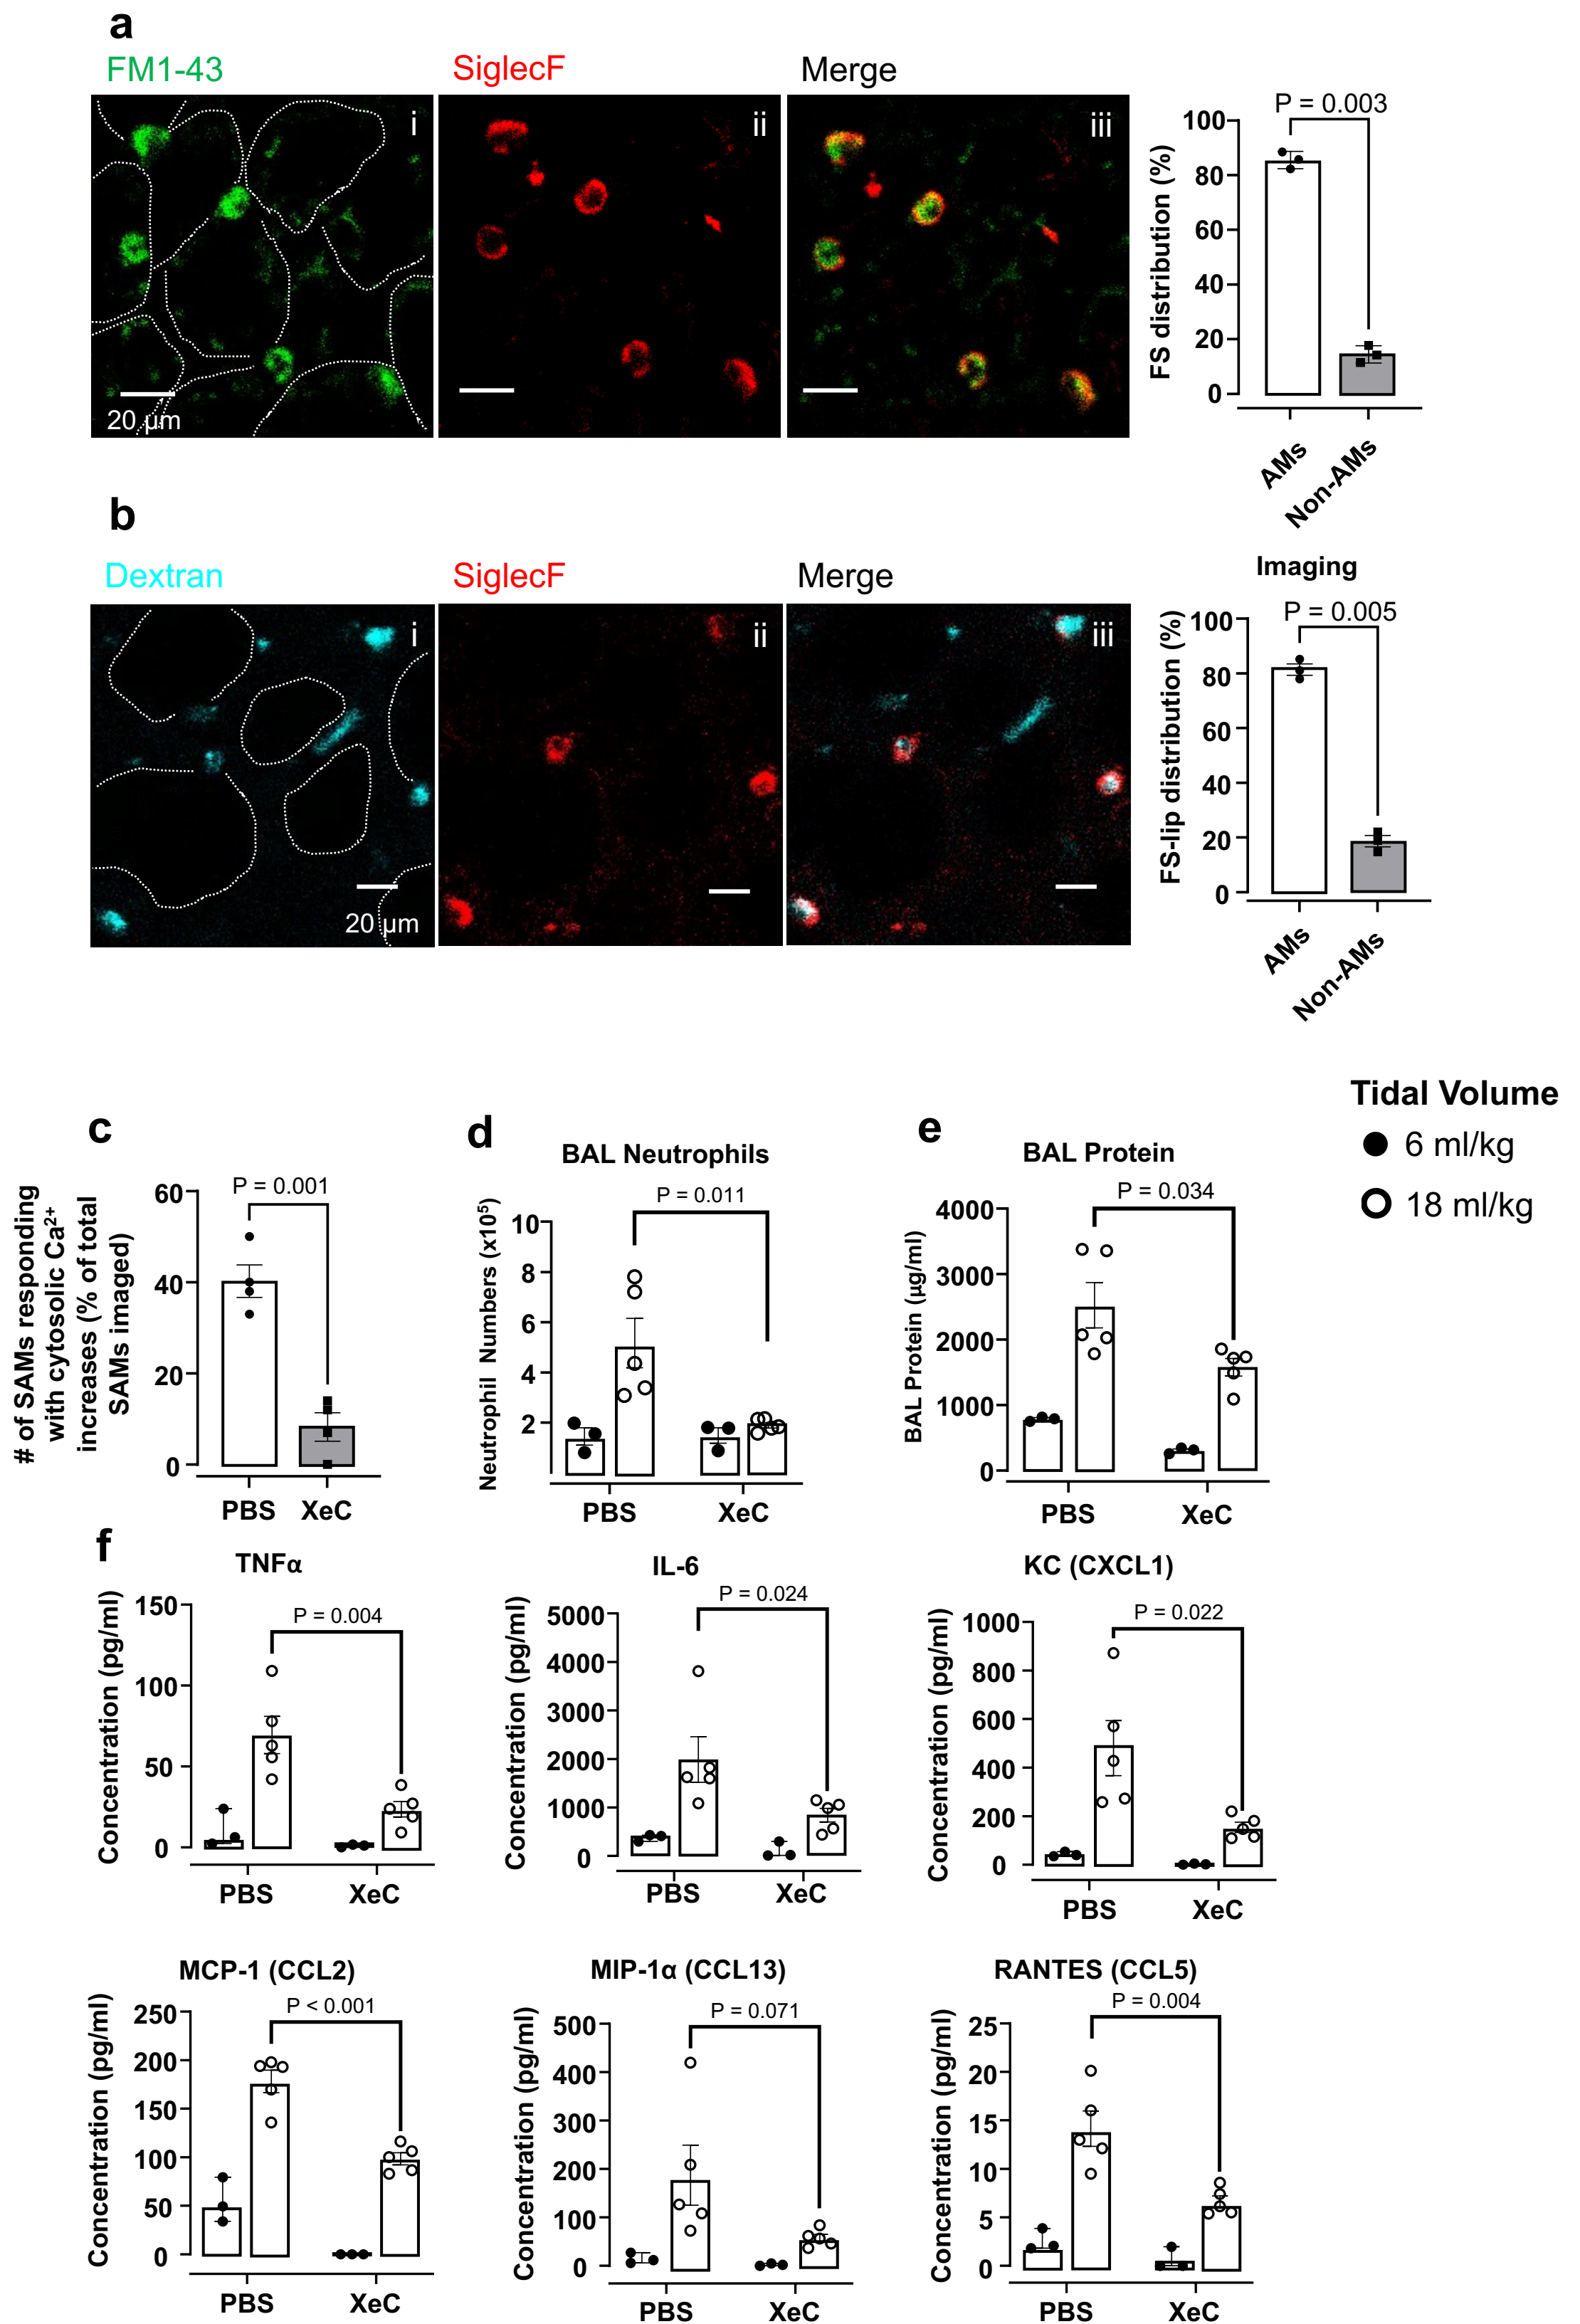 a
FM1-43
SiglecF
Merge
i
ii
iii
20 µm
P = 0.003
FS distribution (%)
100
80
60
40
20
0
AMs
Non-AMs
b
Dextran
SiglecF
Merge
i
ii
iii
20 µm
Imaging
P = 0.005
FS-lip distribution (%)
100
80
60
40
20
0
AMs
Non-AMs
Tidal Volume
6 ml/kg
18 ml/kg
c
# of SAMs responding
with cytosolic Ca²⁺
increases (% of total
SAMs imaged)
P = 0.001
60
40
20
0
PBS
XeC
d
BAL Neutrophils
P = 0.011
Neutrophil Numbers (x10⁵)
10
8
6
4
2
PBS
XeC
e
BAL Protein
P = 0.034
BAL Protein (µg/ml)
4000
3000
2000
1000
0
PBS
XeC
f
TNFα
P = 0.004
Concentration (pg/ml)
150
100
50
0
PBS
XeC
IL-6
P = 0.024
Concentration (pg/ml)
5000
4000
3000
2000
1000
0
PBS
XeC
KC (CXCL1)
P = 0.022
Concentration (pg/ml)
1000
800
600
400
200
0
PBS
XeC
MCP-1 (CCL2)
P < 0.001
Concentration (pg/ml)
250
200
150
100
50
0
PBS
XeC
MIP-1α (CCL13)
P = 0.071
Concentration (pg/ml)
500
400
300
200
100
0
PBS
XeC
RANTES (CCL5)
P = 0.004
Concentration (pg/ml)
25
20
15
10
5
0
PBS
XeC